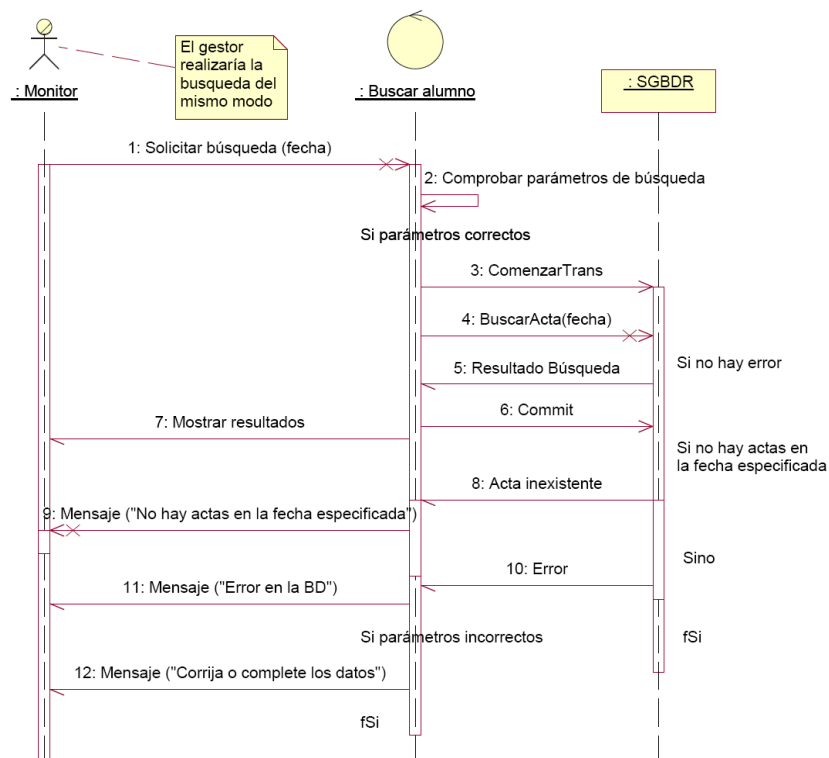 El gestor
realizaría la
busqueda del
mismo modo
: Monitor
: Buscar alumno
: SGBDR
1: Solicitar búsqueda (fecha)
2: Comprobar parámetros de búsqueda
Si parámetros correctos
3: ComenzarTrans
4: BuscarActa(fecha)
Si no hay error
5: Resultado Búsqueda
6: Commit
7: Mostrar resultados
Si no hay actas en
la fecha especificada
8: Acta inexistente
9: Mensaje ("No hay actas en la fecha especificada")
Sino
10: Error
11: Mensaje ("Error en la BD")
Si parámetros incorrectos
fSi
12: Mensaje ("Corrija o complete los datos")
fSi